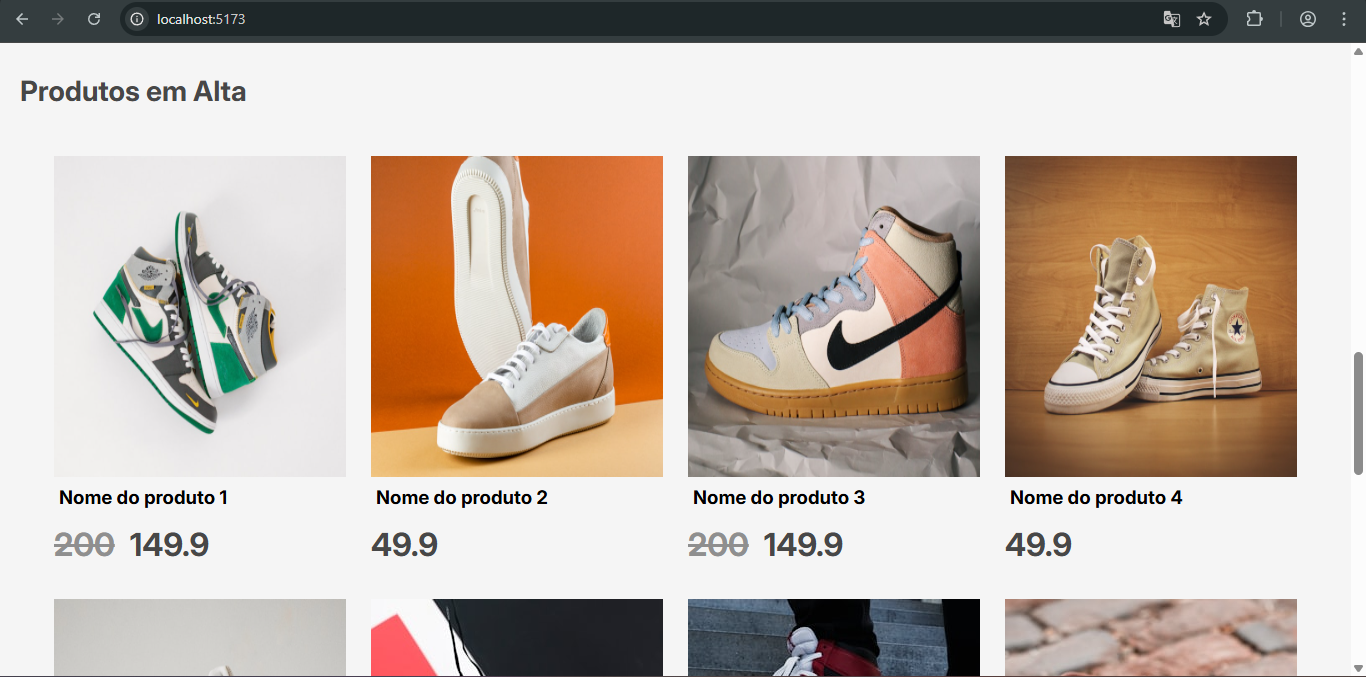 localhost:5173
Produtos em Alta
Nome do produto 1
Nome do produto 2
Nome do produto 3
Nome do produto 4
200 149.9
49.9
200 149.9
49.9